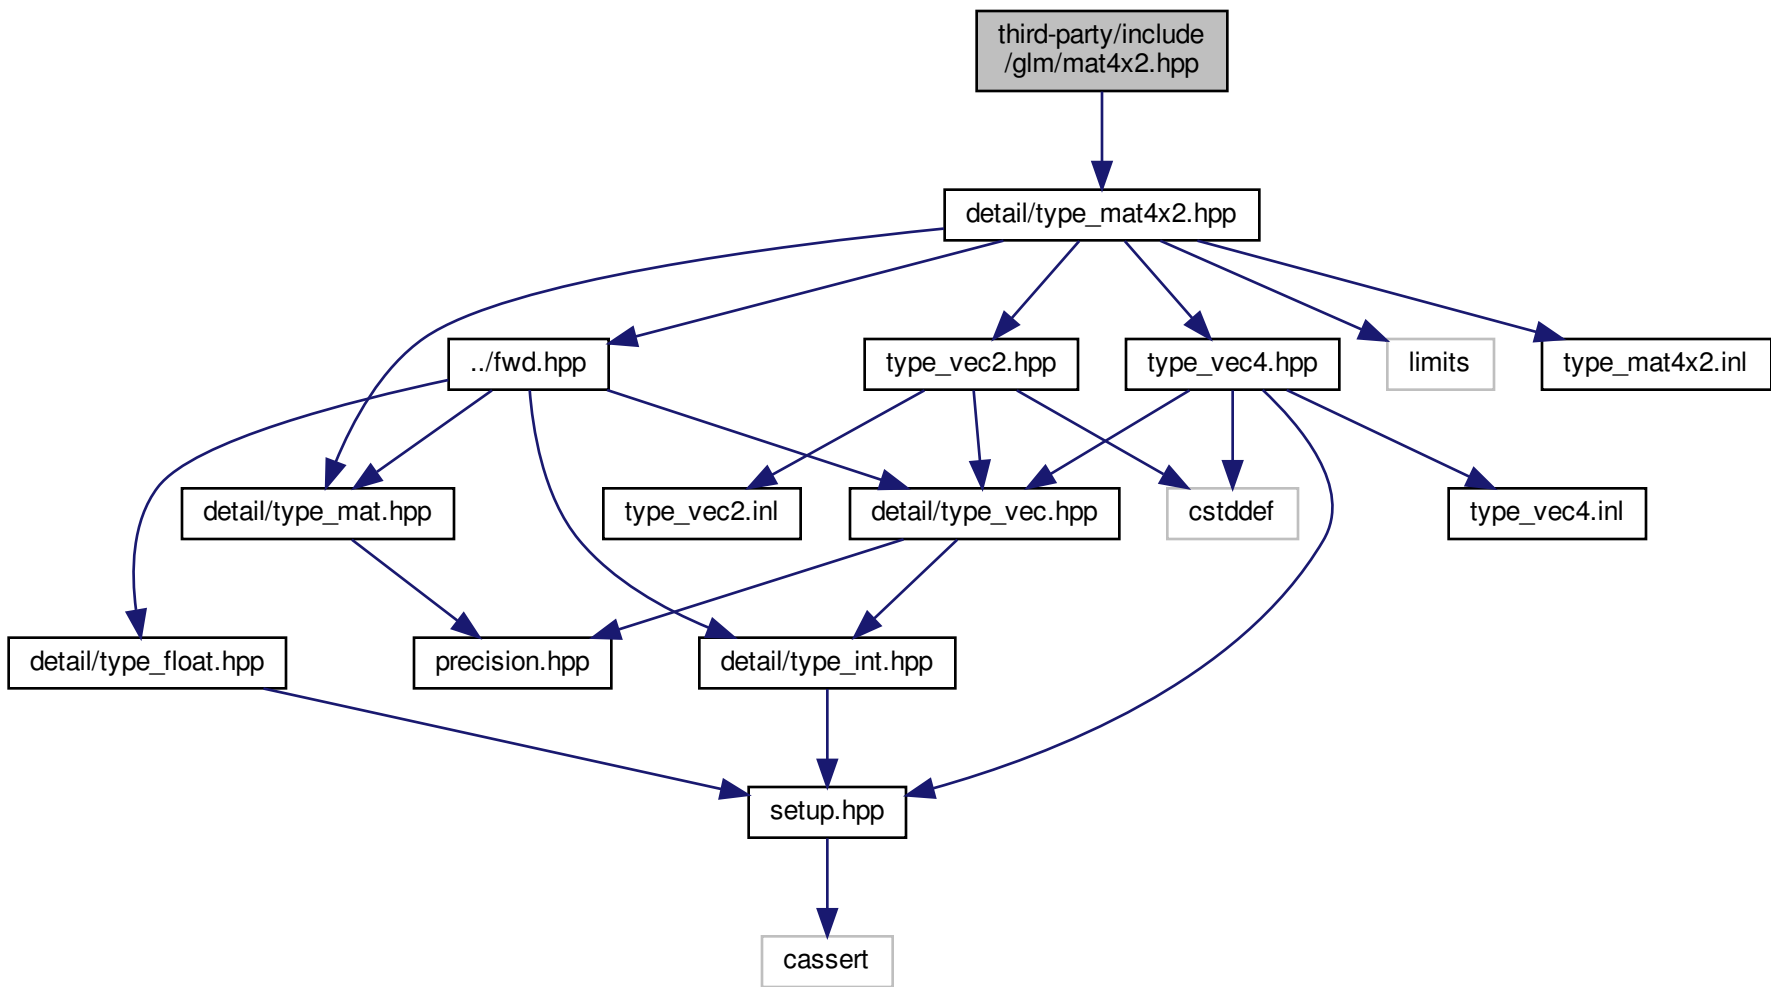 third-party/include
/glm/mat4x2.hpp
detail/type_mat4x2.hpp
../fwd.hpp
type_vec2.hpp
type_vec4.hpp
limits
type_mat4x2.inl
detail/type_mat.hpp
type_vec2.inl
detail/type_vec.hpp
cstddef
type_vec4.inl
detail/type_float.hpp
precision.hpp
detail/type_int.hpp
setup.hpp
cassert